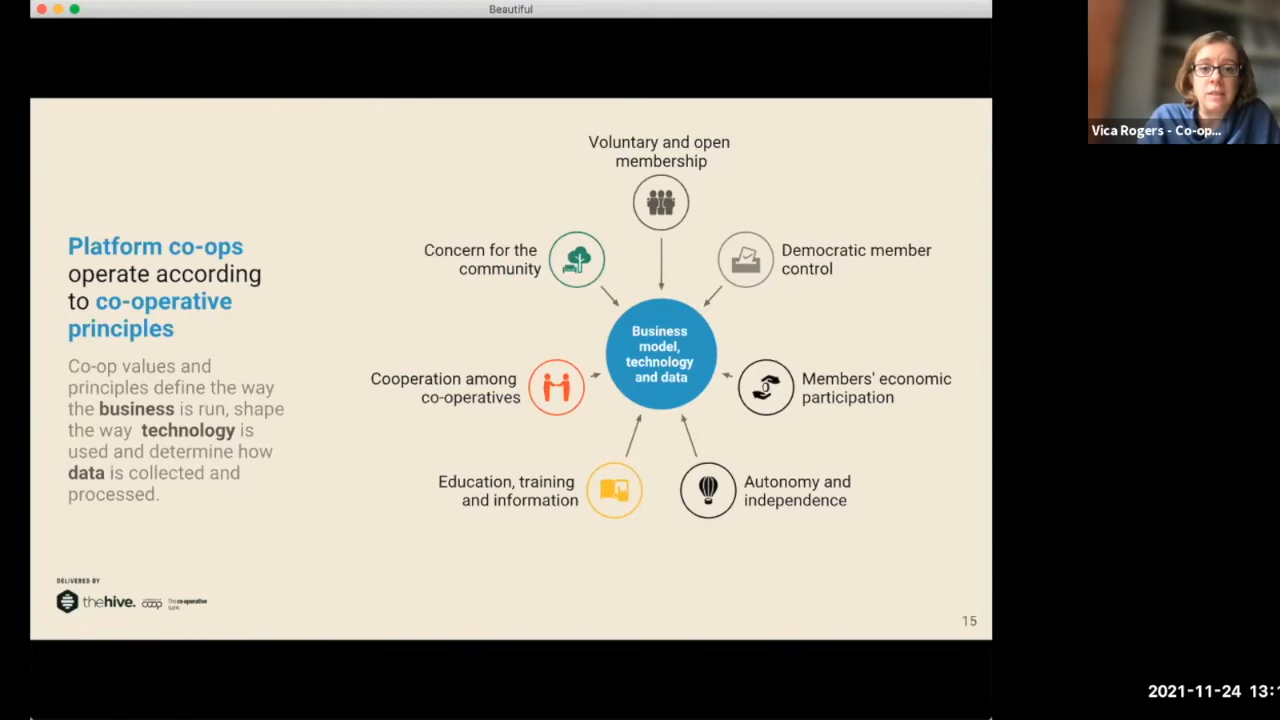 Beautiful
Vica Rogers - Co-op...
Platform co-ops
operate according
to co-operative
principles
Co-op values and
principles define the way
the business is run, shape
the way technology is
used and determine how
data is collected and
processed.
Voluntary and open
membership
Concern for the
community
Democratic member
control
Business
model,
technology
and data
Cooperation among
co-operatives
Members' economic
participation
Education, training
and information
Autonomy and
independence
DELIVERED BY
thehive.
coop
The co-operative
bank
15
2021-11-24 13: